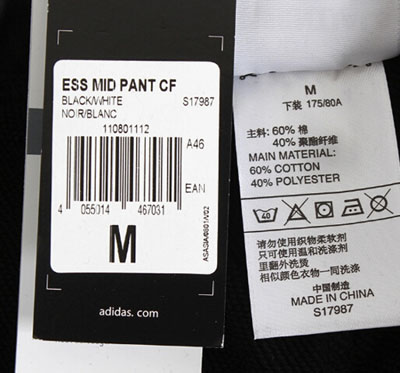 ESS MID PANT CF
BLACK/WHITE S17987
NOIR/BLANC
110801112
A46
EAN
4 055014 467031
M
ASASIA/0801/V02
adidas.com
M
下装 175/80A
主料: 60% 棉
40% 聚酯纤维
MAIN MATERIAL:
60% COTTON
40% POLYESTER
40
请勿使用织物柔软剂
只可使用温和洗涤剂
里翻外洗烫
相似颜色衣物一同洗涤
中国制造
MADE IN CHINA
S17987